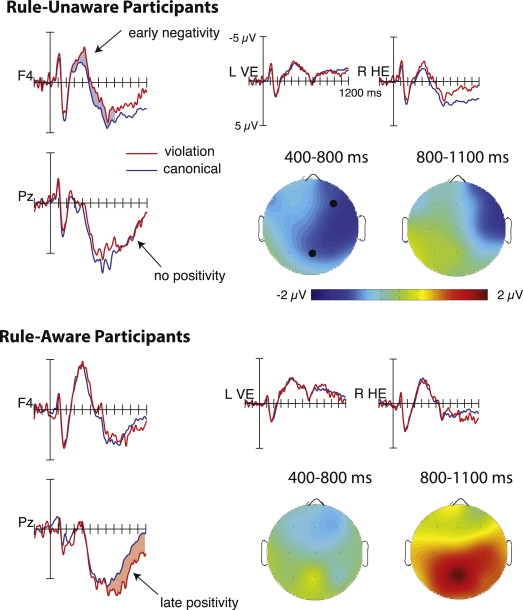 Rule-Unaware Participants
early negativity
F4
-5 µV
L VE
R HE
1200 ms
5 µV
violation
canonical
400-800 ms
800-1100 ms
Pz
no positivity
-2 µV
2 µV
Rule-Aware Participants
F4
L VE
R HE
400-800 ms
800-1100 ms
Pz
late positivity